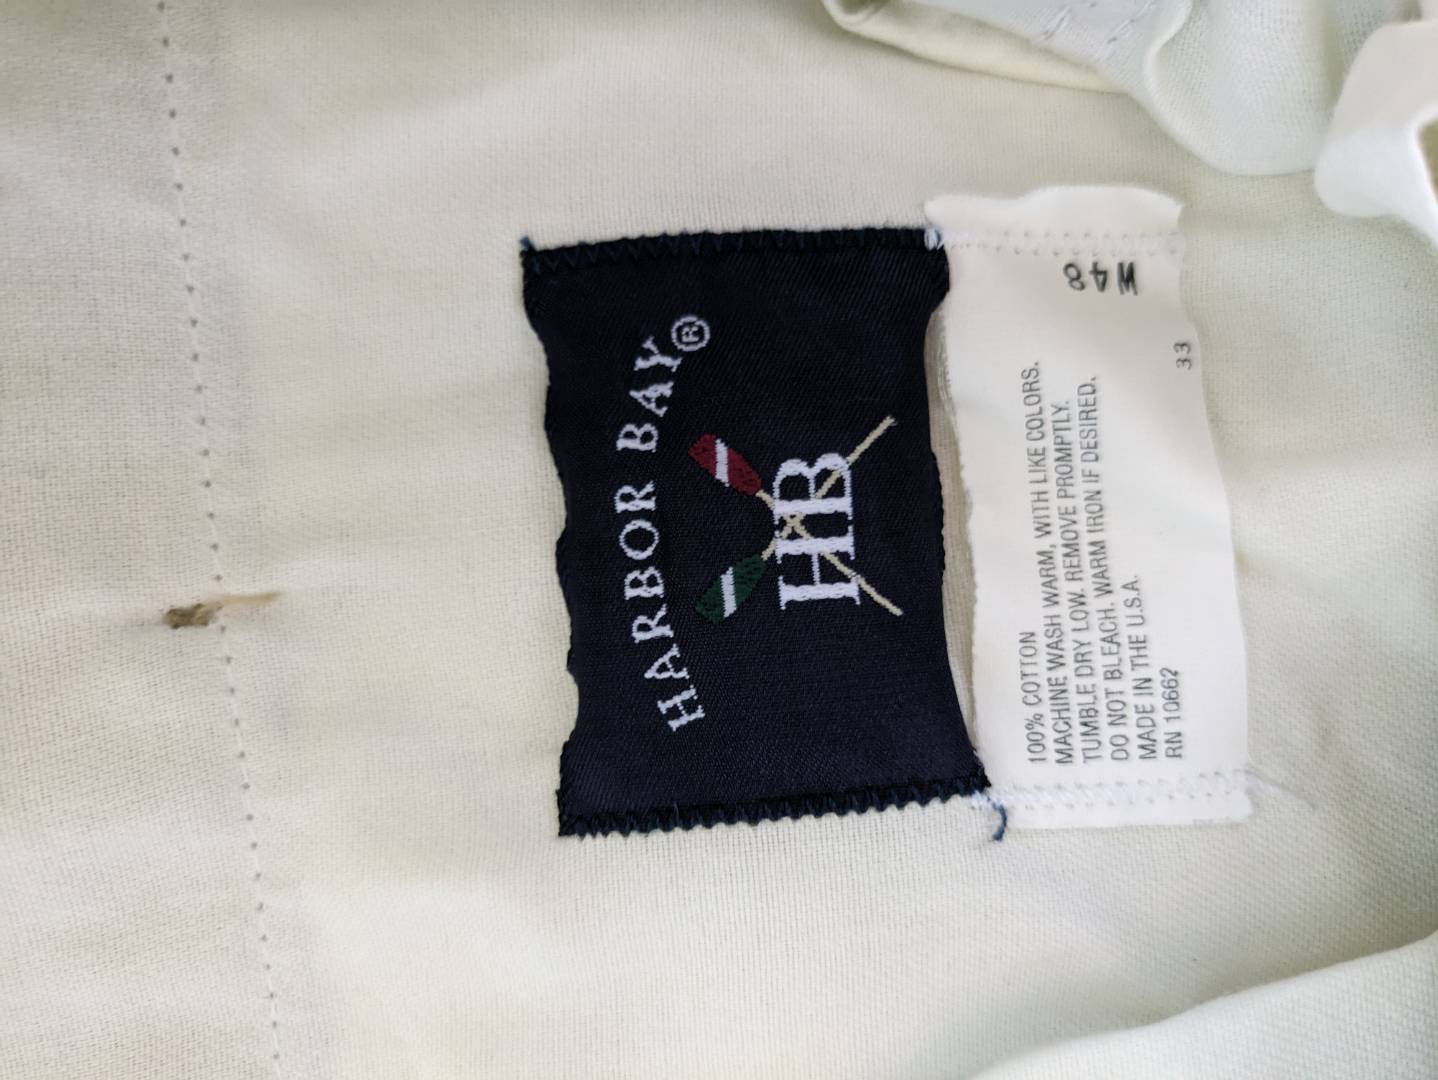 HARBOR BAY®
HB
W48
33
100% COTTON
MACHINE WASH WARM, WITH LIKE COLORS.
TUMBLE DRY LOW. REMOVE PROMPTLY.
DO NOT BLEACH. WARM IRON IF DESIRED.
MADE IN THE U.S.A.
RN 10662